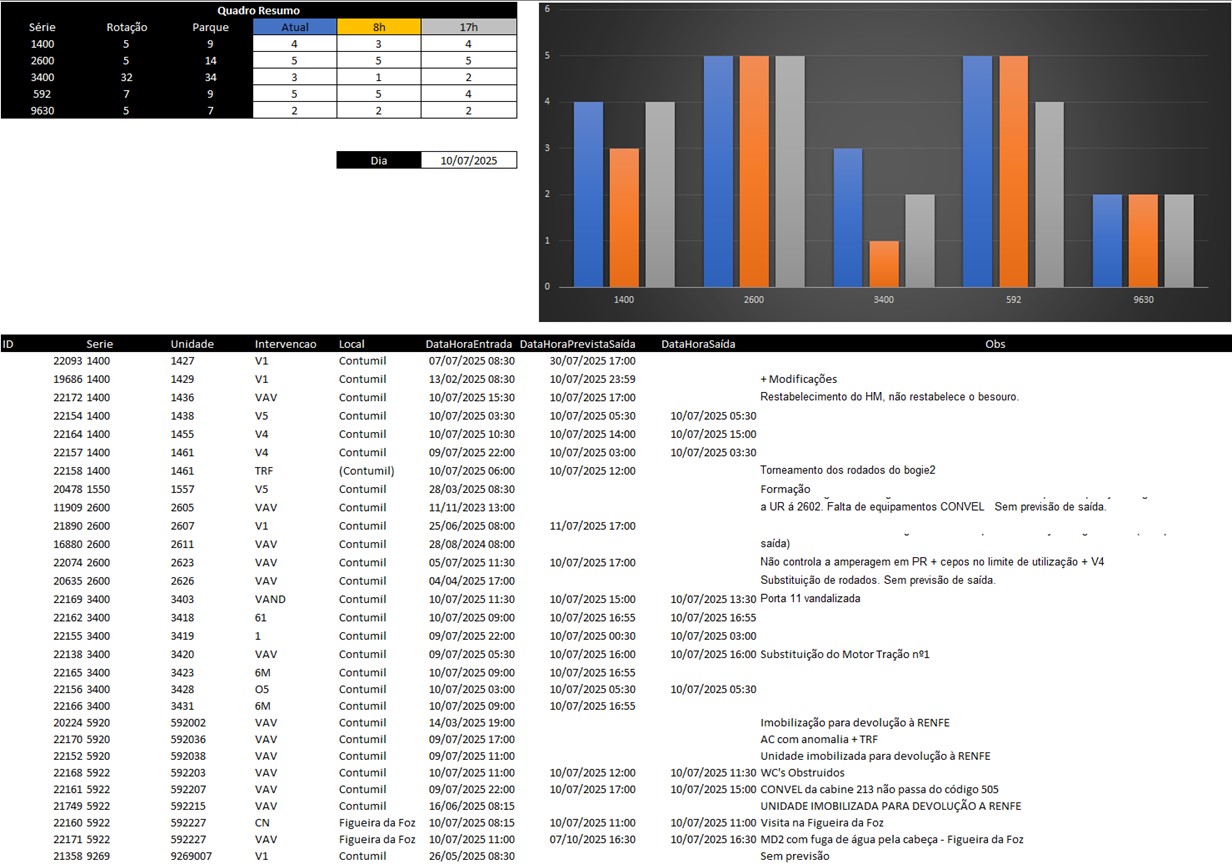 Quadro Resumo
Série Rotação Parque Atual 8h 17h
1400 5 9 4 3 4
2600 5 14 5 5 5
3400 32 34 3 1 2
592 7 9 5 5 4
9630 5 7 2 2 2
Dia 10/07/2025
6
5
4
3
2
1
0
1400 2600 3400 592 9630
ID Serie Unidade Intervencao Local DataHoraEntrada DataHoraPrevistaSaída DataHoraSaída Obs
22093 1400 1427 V1 Contumil 07/07/2025 08:30 30/07/2025 17:00
19686 1400 1429 V1 Contumil 13/02/2025 08:30 10/07/2025 23:59 + Modificações
22172 1400 1436 VAV Contumil 10/07/2025 15:30 10/07/2025 17:00 Restabelecimento do HM, não restabelece o besouro.
22154 1400 1438 V5 Contumil 10/07/2025 03:30 10/07/2025 05:30 10/07/2025 05:30
22164 1400 1455 V4 Contumil 10/07/2025 10:30 10/07/2025 14:00 10/07/2025 15:00
22157 1400 1461 V4 Contumil 09/07/2025 22:00 10/07/2025 03:00 10/07/2025 03:30
22158 1400 1461 TRF (Contumil) 10/07/2025 06:00 10/07/2025 12:00 Torneamento dos rodados do bogie2
20478 1550 1557 V5 Contumil 28/03/2025 08:30 Formação
11909 2600 2605 VAV Contumil 11/11/2023 13:00 a UR á 2602. Falta de equipamentos CONVEL Sem previsão de saída.
21890 2600 2607 V1 Contumil 25/06/2025 08:00 11/07/2025 17:00
16880 2600 2611 VAV Contumil 28/08/2024 08:00 saída)
22074 2600 2623 VAV Contumil 05/07/2025 11:30 10/07/2025 17:00 Não controla a amperagem em PR + cepos no limite de utilização + V4
20635 2600 2626 VAV Contumil 04/04/2025 17:00 Substituição de rodados. Sem previsão de saída.
22169 3400 3403 VAND Contumil 10/07/2025 11:30 10/07/2025 15:00 10/07/2025 13:30 Porta 11 vandalizada
22162 3400 3418 61 Contumil 10/07/2025 09:00 10/07/2025 16:55 10/07/2025 16:55
22155 3400 3419 1 Contumil 09/07/2025 22:00 10/07/2025 00:30 10/07/2025 03:00
22138 3400 3420 VAV Contumil 09/07/2025 05:30 10/07/2025 16:00 10/07/2025 16:00 Substituição do Motor Tração nº1
22165 3400 3423 6M Contumil 10/07/2025 09:00 10/07/2025 16:55
22156 3400 3428 O5 Contumil 10/07/2025 03:00 10/07/2025 05:30 10/07/2025 05:30
22166 3400 3431 6M Contumil 10/07/2025 09:00 10/07/2025 16:55
20224 5920 592002 VAV Contumil 14/03/2025 19:00 Imobilização para devolução à RENFE
22170 5920 592036 VAV Contumil 09/07/2025 17:00 AC com anomalia + TRF
22152 5920 592038 VAV Contumil 09/07/2025 11:00 Unidade imobilizada para devolução à RENFE
22168 5922 592203 VAV Contumil 10/07/2025 11:00 10/07/2025 12:00 10/07/2025 11:30 WC's Obstruidos
22161 5922 592207 VAV Contumil 09/07/2025 22:00 10/07/2025 17:00 10/07/2025 15:00 CONVEL da cabine 213 não passa do código 505
21749 5922 592215 VAV Contumil 16/06/2025 08:15 UNIDADE IMOBILIZADA PARA DEVOLUÇÃO A RENFE
22160 5922 592227 CN Figueira da Foz 10/07/2025 08:15 10/07/2025 11:00 10/07/2025 11:00 Visita na Figueira da Foz
22171 5922 592227 VAV Figueira da Foz 10/07/2025 11:00 07/10/2025 16:30 10/07/2025 16:30 MD2 com fuga de água pela cabeça - Figueira da Foz
21358 9269 9269007 V1 Contumil 26/05/2025 08:30 Sem previsão